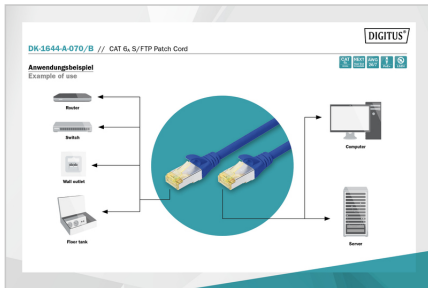 DIGITUS®
DK-1644-A-070/B // CAT 6A S/FTP Patch Cord
Anwendungsbeispiel
Example of use
Router
Switch
Wall outlet
Floor tank
Computer
Server